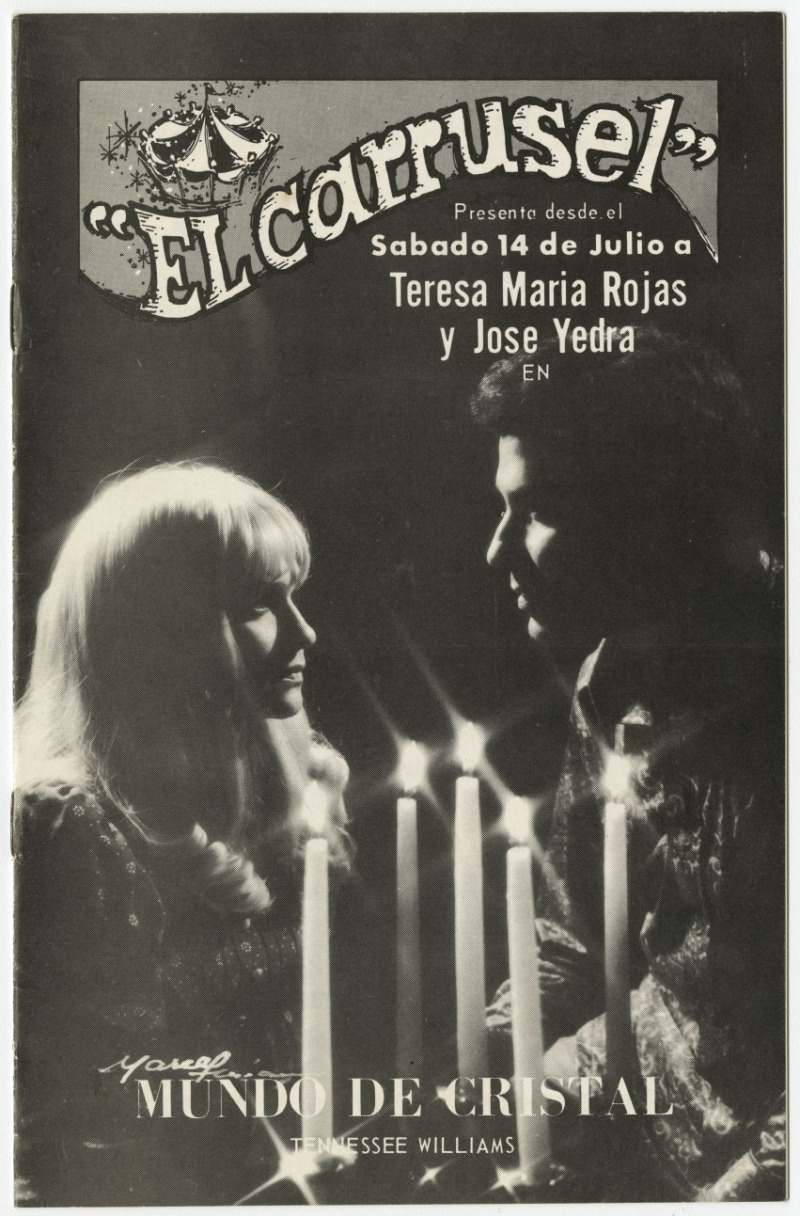 “El carrusel”
Presenta desde el
Sabado 14 de Julio a
Teresa Maria Rojas
y Jose Yedra
EN
MUNDO DE CRISTAL
TENNESSEE WILLIAMS